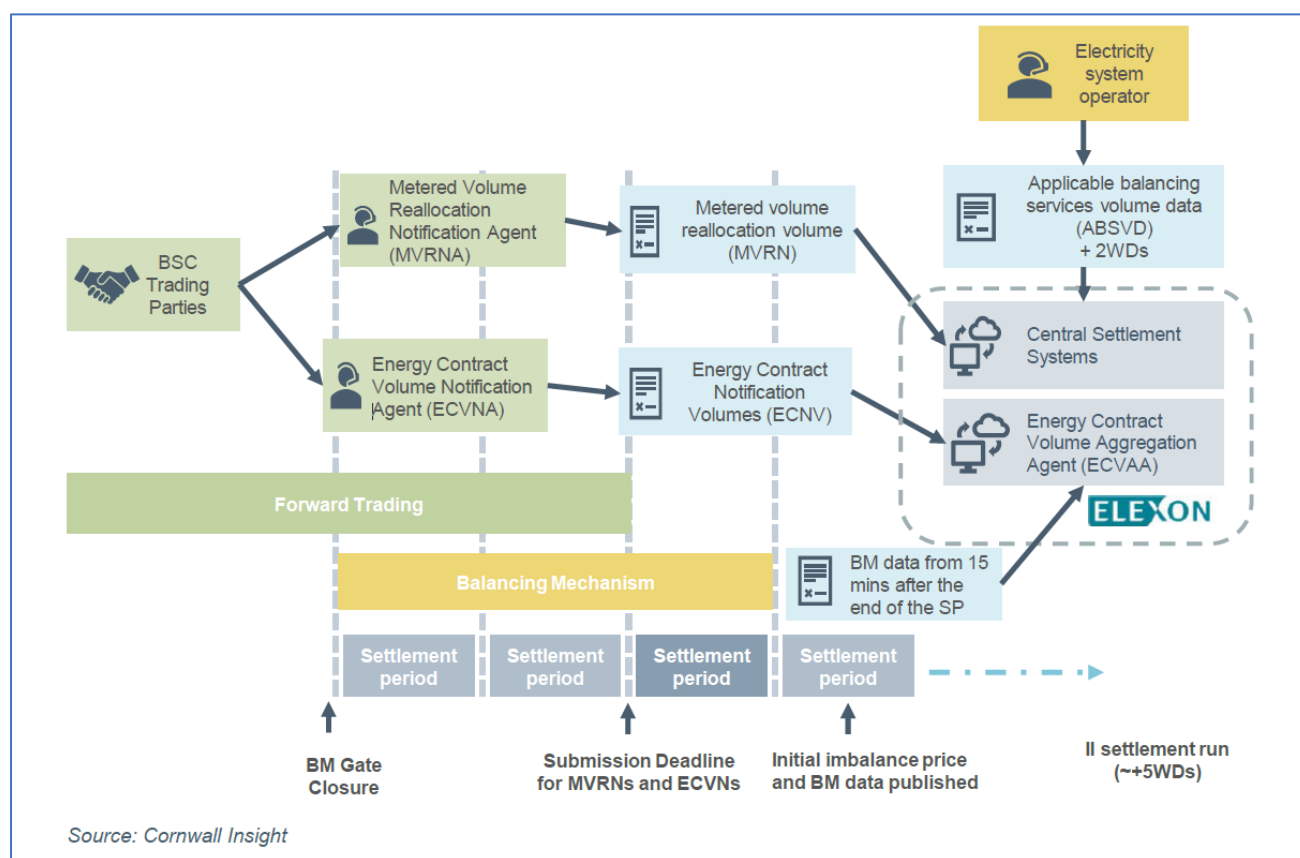 Electricity
system
operator
Metered Volume
Reallocation
Notification Agent
(MVRNA)
Metered volume
reallocation volume
(MVRN)
Applicable balancing
services volume data
(ABSVD)
+ 2WDs
BSC
Trading
Parties
Central Settlement
Systems
Energy Contract
Volume Notification
Agent (ECVNA)
Energy Contract
Notification
Volumes (ECNV)
Energy Contract
Volume Aggregation
Agent (ECVAA)
Forward Trading
ELEXON
Balancing Mechanism
BM data from 15
mins after the
end of the SP
Settlement
period
Settlement
period
Settlement
period
Settlement
period
BM Gate
Closure
Submission Deadline
for MVRNs and ECVNs
Initial imbalance price
and BM data published
II settlement run
(~+5WDs)
Source: Cornwall Insight